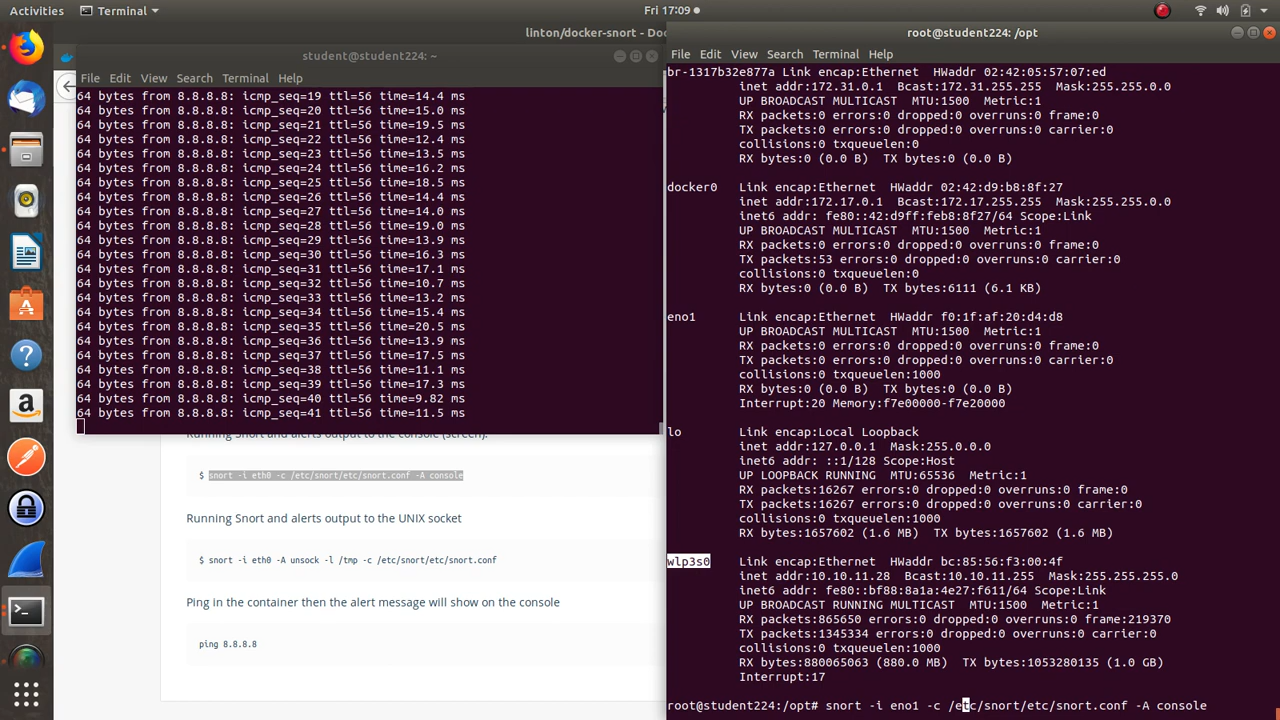 Activities
Terminal
Fri 17:09
linton/docker-snort - Do
student224@student224: ~
File Edit View Search Terminal Help
64 bytes from 8.8.8.8: icmp_seq=19 ttl=56 time=14.4 ms
64 bytes from 8.8.8.8: icmp_seq=20 ttl=56 time=15.0 ms
64 bytes from 8.8.8.8: icmp_seq=21 ttl=56 time=19.5 ms
64 bytes from 8.8.8.8: icmp_seq=22 ttl=56 time=12.4 ms
64 bytes from 8.8.8.8: icmp_seq=23 ttl=56 time=13.5 ms
64 bytes from 8.8.8.8: icmp_seq=24 ttl=56 time=16.2 ms
64 bytes from 8.8.8.8: icmp_seq=25 ttl=56 time=18.5 ms
64 bytes from 8.8.8.8: icmp_seq=26 ttl=56 time=14.4 ms
64 bytes from 8.8.8.8: icmp_seq=27 ttl=56 time=14.0 ms
64 bytes from 8.8.8.8: icmp_seq=28 ttl=56 time=19.0 ms
64 bytes from 8.8.8.8: icmp_seq=29 ttl=56 time=13.9 ms
64 bytes from 8.8.8.8: icmp_seq=30 ttl=56 time=16.3 ms
64 bytes from 8.8.8.8: icmp_seq=31 ttl=56 time=17.1 ms
64 bytes from 8.8.8.8: icmp_seq=32 ttl=56 time=10.7 ms
64 bytes from 8.8.8.8: icmp_seq=33 ttl=56 time=13.2 ms
64 bytes from 8.8.8.8: icmp_seq=34 ttl=56 time=15.4 ms
64 bytes from 8.8.8.8: icmp_seq=35 ttl=56 time=20.5 ms
64 bytes from 8.8.8.8: icmp_seq=36 ttl=56 time=13.9 ms
64 bytes from 8.8.8.8: icmp_seq=37 ttl=56 time=17.5 ms
64 bytes from 8.8.8.8: icmp_seq=38 ttl=56 time=11.1 ms
64 bytes from 8.8.8.8: icmp_seq=39 ttl=56 time=17.3 ms
64 bytes from 8.8.8.8: icmp_seq=40 ttl=56 time=9.82 ms
64 bytes from 8.8.8.8: icmp_seq=41 ttl=56 time=11.5 ms
Running Snort and alerts output to the console (screen).
$ snort -i eth0 -c /etc/snort/etc/snort.conf -A console
Running Snort and alerts output to the UNIX socket
$ snort -i eth0 -A unsock -l /tmp -c /etc/snort/etc/snort.conf
Ping in the container then the alert message will show on the console
ping 8.8.8.8
root@student224: /opt
File Edit View Search Terminal Help
br-1317b32e877a Link encap:Ethernet HWaddr 02:42:05:57:07:ed
inet addr:172.31.0.1 Bcast:172.31.255.255 Mask:255.255.0.0
UP BROADCAST MULTICAST MTU:1500 Metric:1
RX packets:0 errors:0 dropped:0 overruns:0 frame:0
TX packets:0 errors:0 dropped:0 overruns:0 carrier:0
collisions:0 txqueuelen:0
RX bytes:0 (0.0 B) TX bytes:0 (0.0 B)
docker0 Link encap:Ethernet HWaddr 02:42:d9:b8:8f:27
inet addr:172.17.0.1 Bcast:172.17.255.255 Mask:255.255.0.0
inet6 addr: fe80::42:d9ff:feb8:8f27/64 Scope:Link
UP BROADCAST MULTICAST MTU:1500 Metric:1
RX packets:0 errors:0 dropped:0 overruns:0 frame:0
TX packets:53 errors:0 dropped:0 overruns:0 carrier:0
collisions:0 txqueuelen:0
RX bytes:0 (0.0 B) TX bytes:6111 (6.1 KB)
eno1 Link encap:Ethernet HWaddr f0:1f:af:20:d4:d8
UP BROADCAST MULTICAST MTU:1500 Metric:1
RX packets:0 errors:0 dropped:0 overruns:0 frame:0
TX packets:0 errors:0 dropped:0 overruns:0 carrier:0
collisions:0 txqueuelen:1000
RX bytes:0 (0.0 B) TX bytes:0 (0.0 B)
Interrupt:20 Memory:f7e00000-f7e20000
lo Link encap:Local Loopback
inet addr:127.0.0.1 Mask:255.0.0.0
inet6 addr: ::1/128 Scope:Host
UP LOOPBACK RUNNING MTU:65536 Metric:1
RX packets:16267 errors:0 dropped:0 overruns:0 frame:0
TX packets:16267 errors:0 dropped:0 overruns:0 carrier:0
collisions:0 txqueuelen:1000
RX bytes:1657602 (1.6 MB) TX bytes:1657602 (1.6 MB)
wlp3s0 Link encap:Ethernet HWaddr bc:85:56:f3:00:4f
inet addr:10.10.11.28 Bcast:10.10.11.255 Mask:255.255.255.0
inet6 addr: fe80::bf88:8a1a:4e27:f611/64 Scope:Link
UP BROADCAST RUNNING MULTICAST MTU:1500 Metric:1
RX packets:865650 errors:0 dropped:0 overruns:0 frame:219370
TX packets:1345334 errors:0 dropped:0 overruns:0 carrier:0
collisions:0 txqueuelen:1000
RX bytes:880065063 (880.0 MB) TX bytes:1053280135 (1.0 GB)
Interrupt:17
root@student224:/opt# snort -i eno1 -c /etc/snort/etc/snort.conf -A console